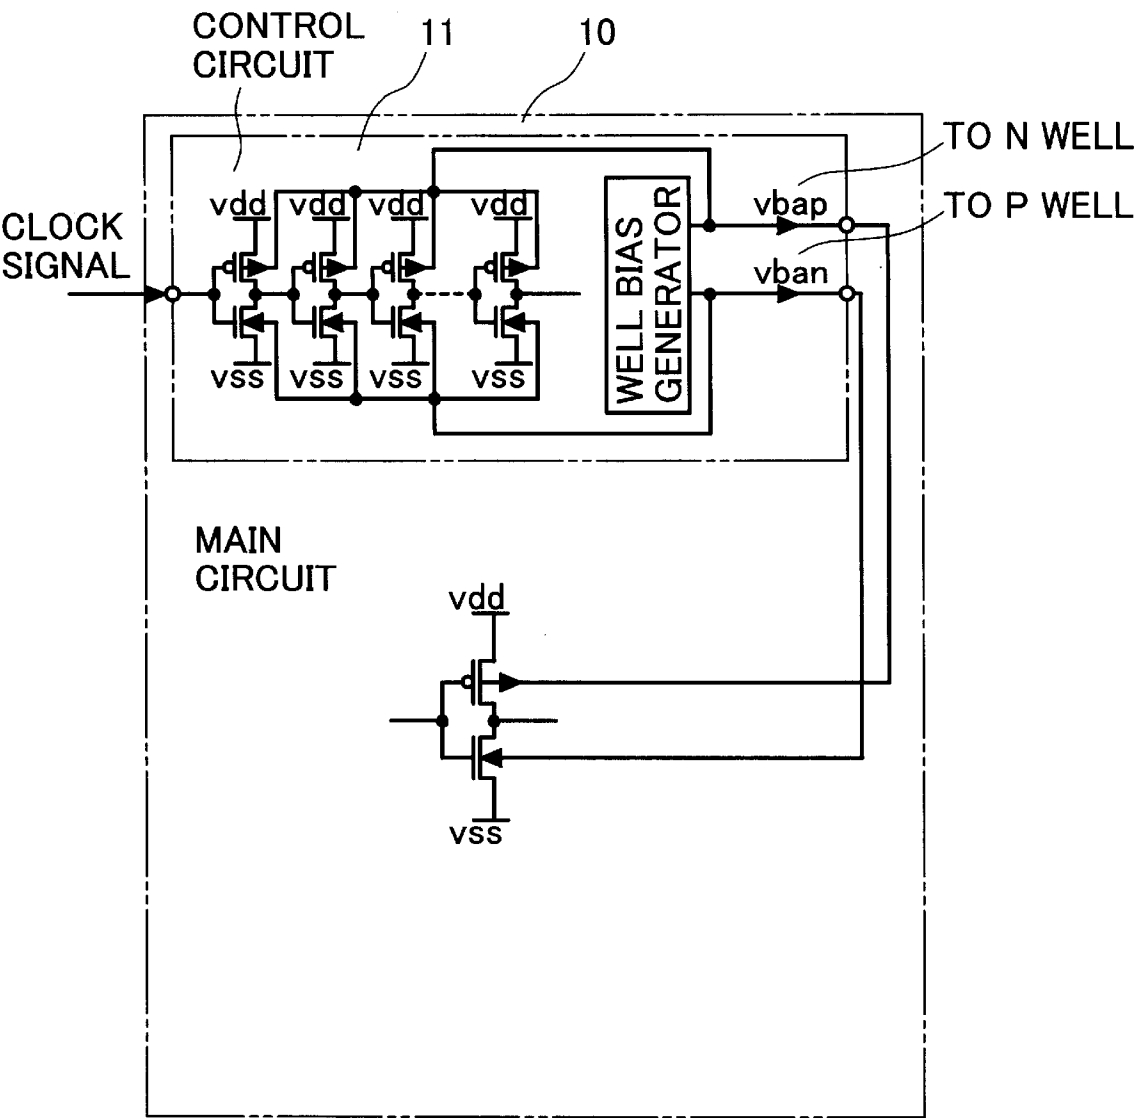 CONTROL
CIRCUIT
11
10
TO N WELL
TO P WELL
vdd
vdd
vdd
vdd
vbap
CLOCK
SIGNAL
vban
WELL BIAS
GENERATOR
vss
vss
vss
vss
MAIN
CIRCUIT
vdd
vss